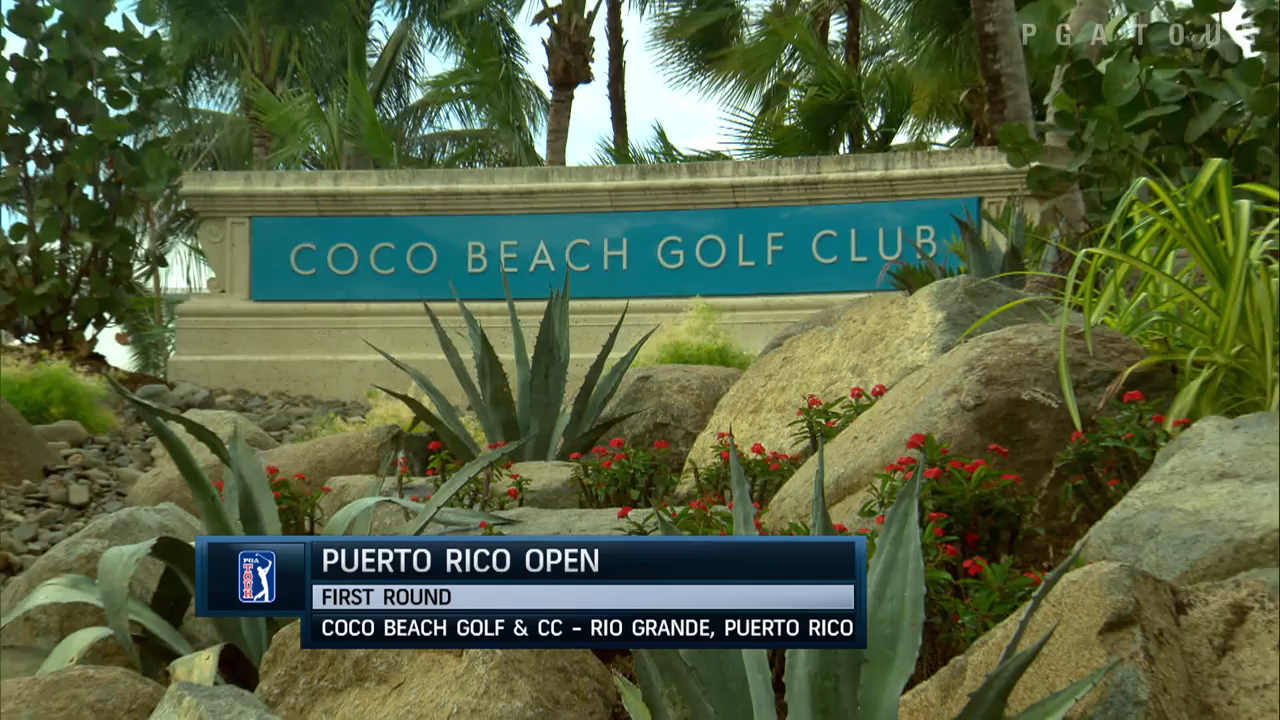 PGA TOUR
COCO BEACH GOLF CLUB
PGA TOUR
PUERTO RICO OPEN
FIRST ROUND
COCO BEACH GOLF & CC - RIO GRANDE, PUERTO RICO